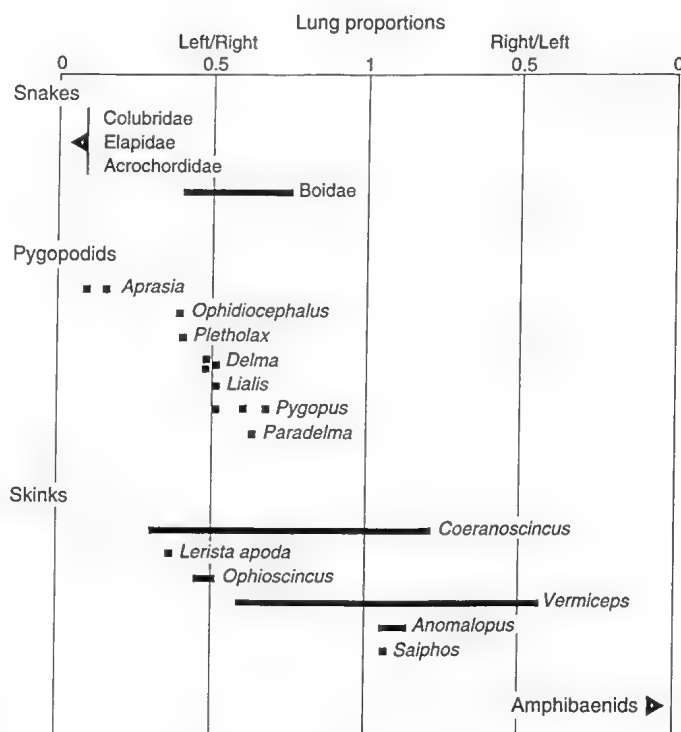 Lung proportions
Left/Right Right/Left
0 0.5 1 0.5 0
Snakes
Colubridae
Elapidae
Acrochordidae
Boidae
Pygopodids
Aprasia
Ophidiocephalus
Pletholax
Delma
Lialis
Pygopus
Paradelma
Skinks
Coeranoscincus
Lerista apoda
Ophioscincus
Vermiceps
Anomalopus
Saiphos
Amphibaenids